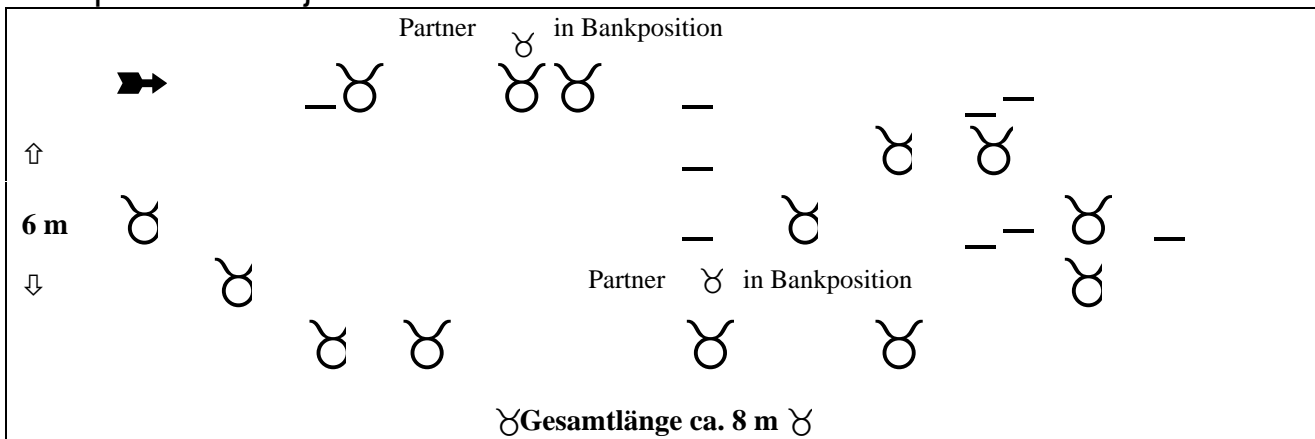 Partner ♉ in Bankposition
⇧
6 m
⇩
Partner ♉ in Bankposition
♉Gesamtlänge ca. 8 m ♉